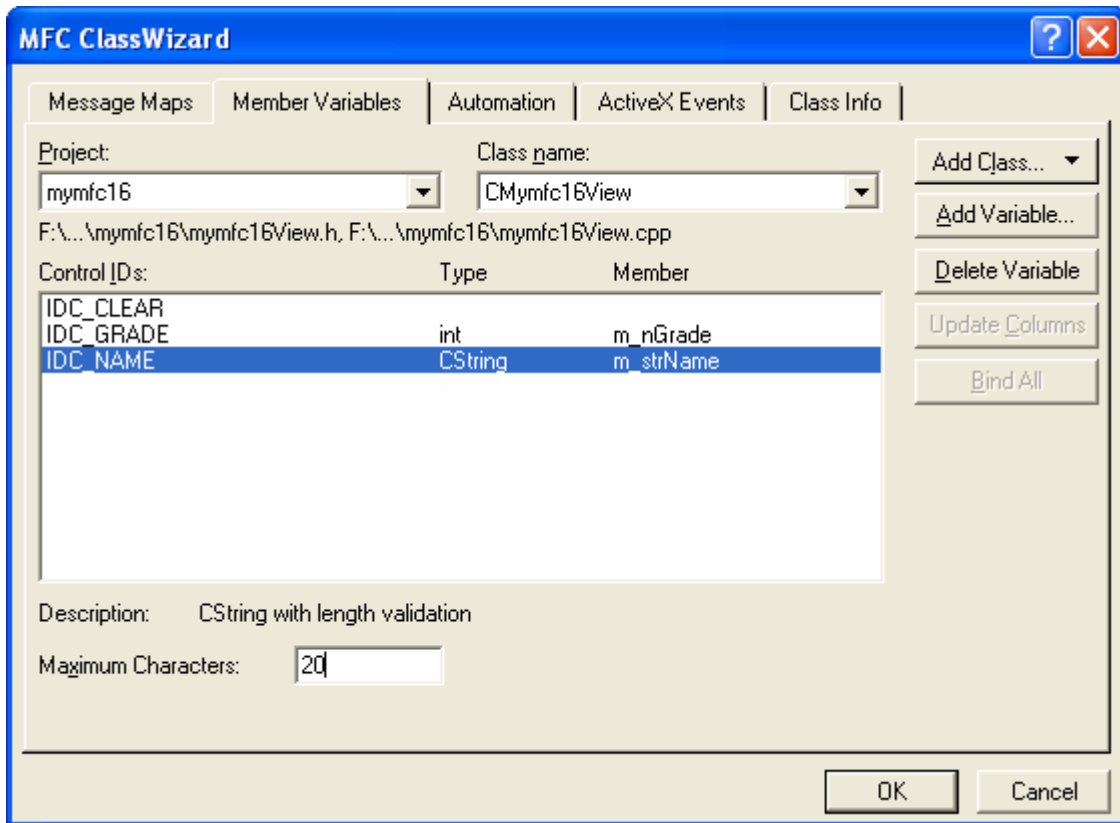 MFC ClassWizard
Message Maps Member Variables Automation ActiveX Events Class Info
Project: Class name:
mymfc16 CMymfc16View
F:\...\mymfc16\mymfc16View.h, F:\...\mymfc16\mymfc16View.cpp
Control IDs: Type Member
IDC_CLEAR
IDC_GRADE int m_nGrade
IDC_NAME CString m_strName
Add Class...
Add Variable...
Delete Variable
Update Columns
Bind All
Description: CString with length validation
Maximum Characters: 20
OK Cancel